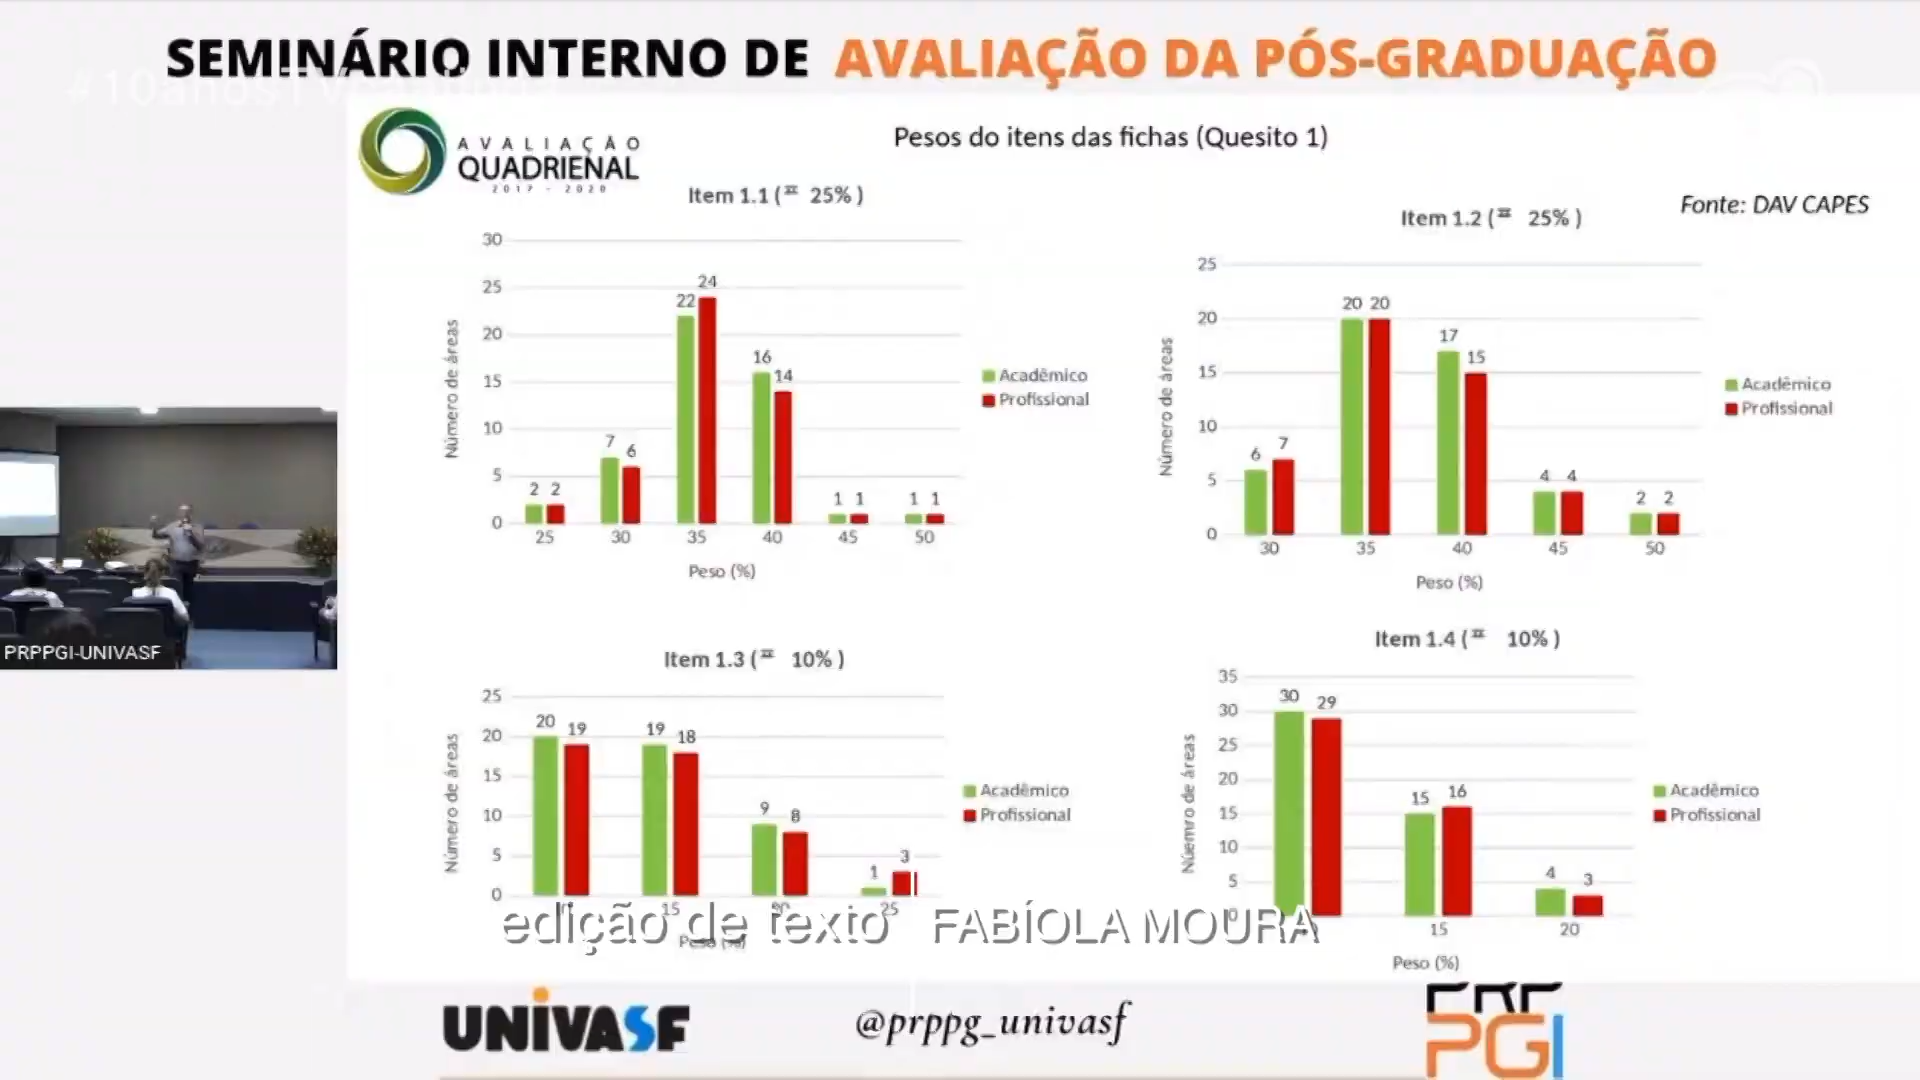 SEMINÁRIO INTERNO DE AVALIAÇÃO DA PÓS-GRADUAÇÃO
AVALIAÇÃO
QUADRIENAL
2017 - 2020
Pesos do itens das fichas (Quesito 1)
Fonte: DAV CAPES
Item 1.1 ( 25% )
30
25
20
15
10
5
0
Número de áreas
2 2
7 6
22 24
16 14
1 1
1 1
25 30 35 40 45 50
Peso (%)
Acadêmico
Profissional
Item 1.2 ( 25% )
25
20
15
10
5
0
Número de áreas
6 7
20 20
17 15
4 4
2 2
30 35 40 45 50
Peso (%)
Acadêmico
Profissional
PRPPGI-UNIVASF
Item 1.3 ( 10% )
25
20
15
10
5
0
Número de áreas
20 19
19 18
9 8
1 3
15 25
Peso (%)
Acadêmico
Profissional
Item 1.4 ( 10% )
35
30
25
20
15
10
5
0
Núemro de áreas
30 29
15 16
4 3
15 20
Peso (%)
Acadêmico
Profissional
edição de texto FABÍOLA MOURA
UNIVASF
@prppg_univasf
PRP
PGI